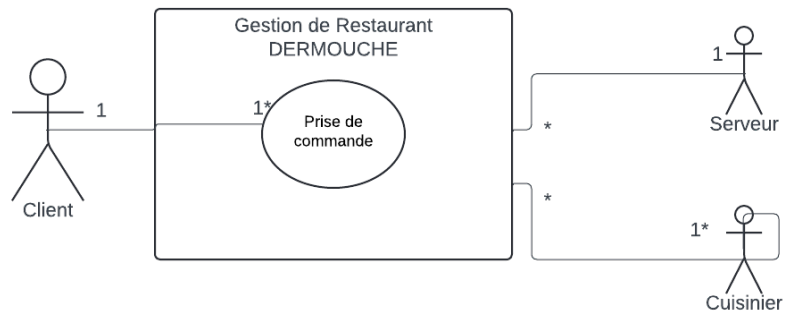 Gestion de Restaurant
DERMOUCHE
1
1*
Prise de
commande
Client
1
*
Serveur
*
1*
Cuisinier